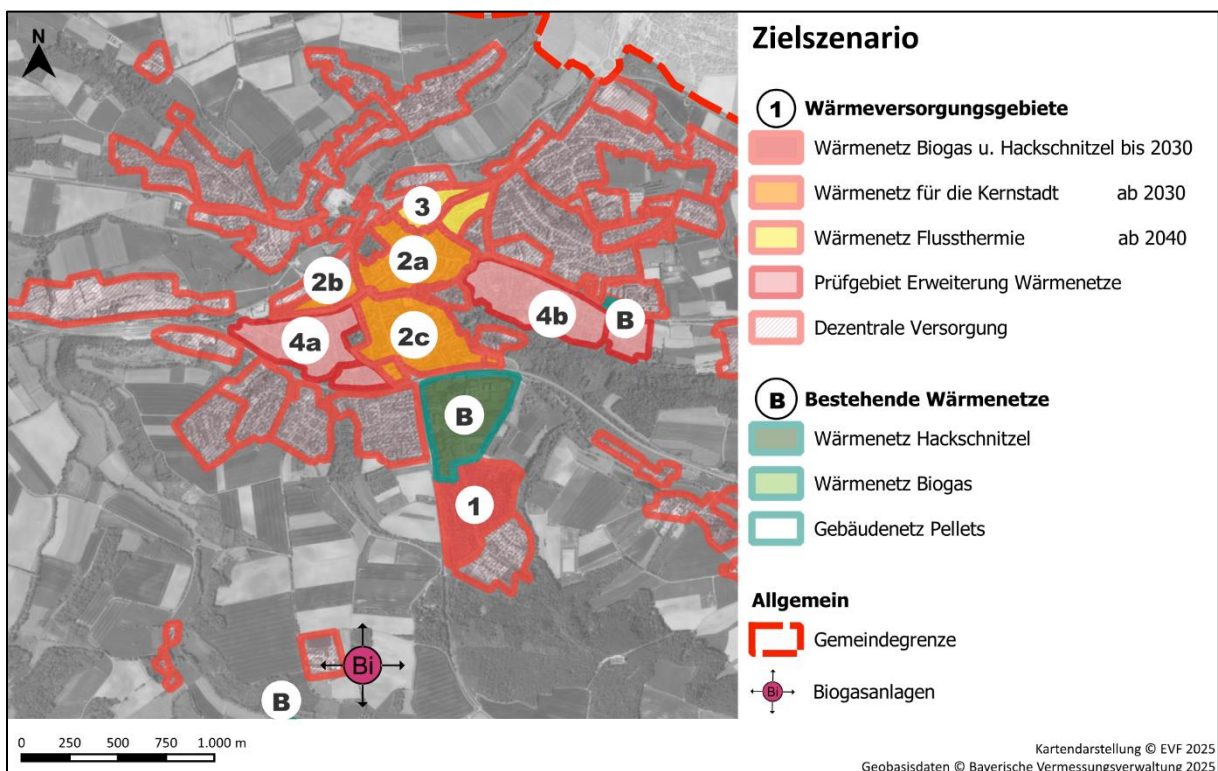 N
3
2a
2b
4b
B
4a
2c
B
1
Bi
B
0 250 500 750 1.000 m
Zielszenario
1 Wärmeversorgungsgebiete
Wärmenetz Biogas u. Hackschnitzel bis 2030
Wärmenetz für die Kernstadt ab 2030
Wärmenetz Flussthermie ab 2040
Prüfgebiet Erweiterung Wärmenetze
Dezentrale Versorgung
B Bestehende Wärmenetze
Wärmenetz Hackschnitzel
Wärmenetz Biogas
Gebäudenetz Pellets
Allgemein
Gemeindegrenze
Bi Biogasanlagen
Kartendarstellung © EVF 2025
Geobasisdaten © Bayerische Vermessungsverwaltung 2025